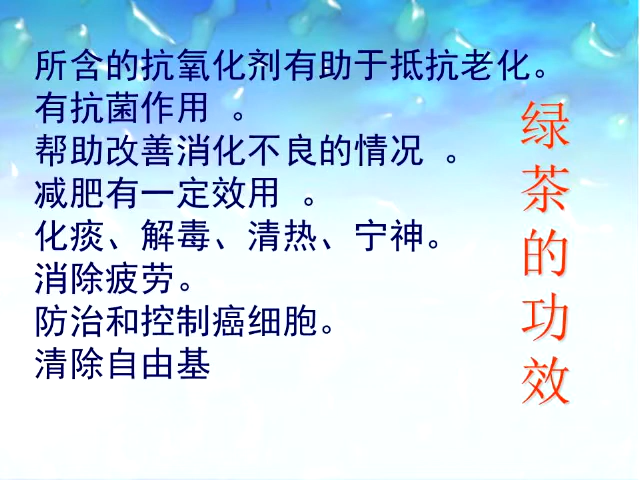 所含的抗氧化剂有助于抵抗老化。
有抗菌作用 。
帮助改善消化不良的情况 。
减肥有一定效用 。
化痰、解毒、清热、宁神。
消除疲劳。
防治和控制癌细胞。
清除自由基
绿茶的功效